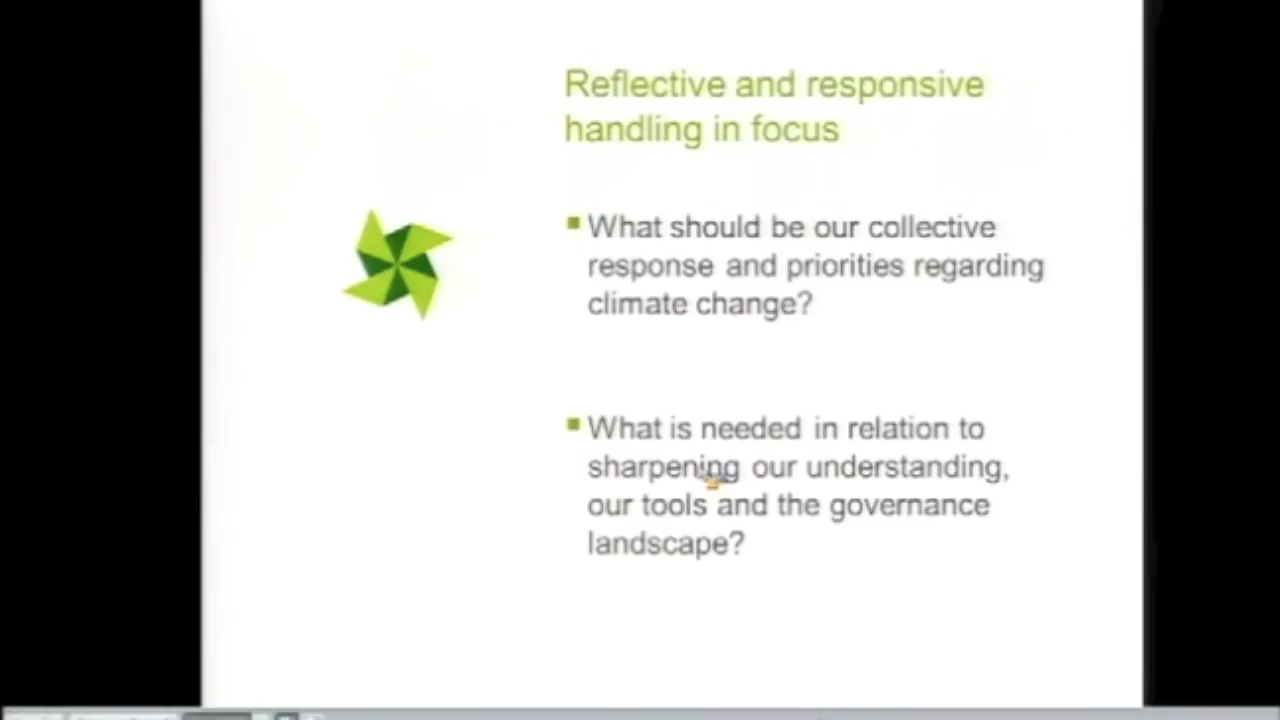 Reflective and responsive
handling in focus
What should be our collective
response and priorities regarding
climate change?
What is needed in relation to
sharpening our understanding,
our tools and the governance
landscape?